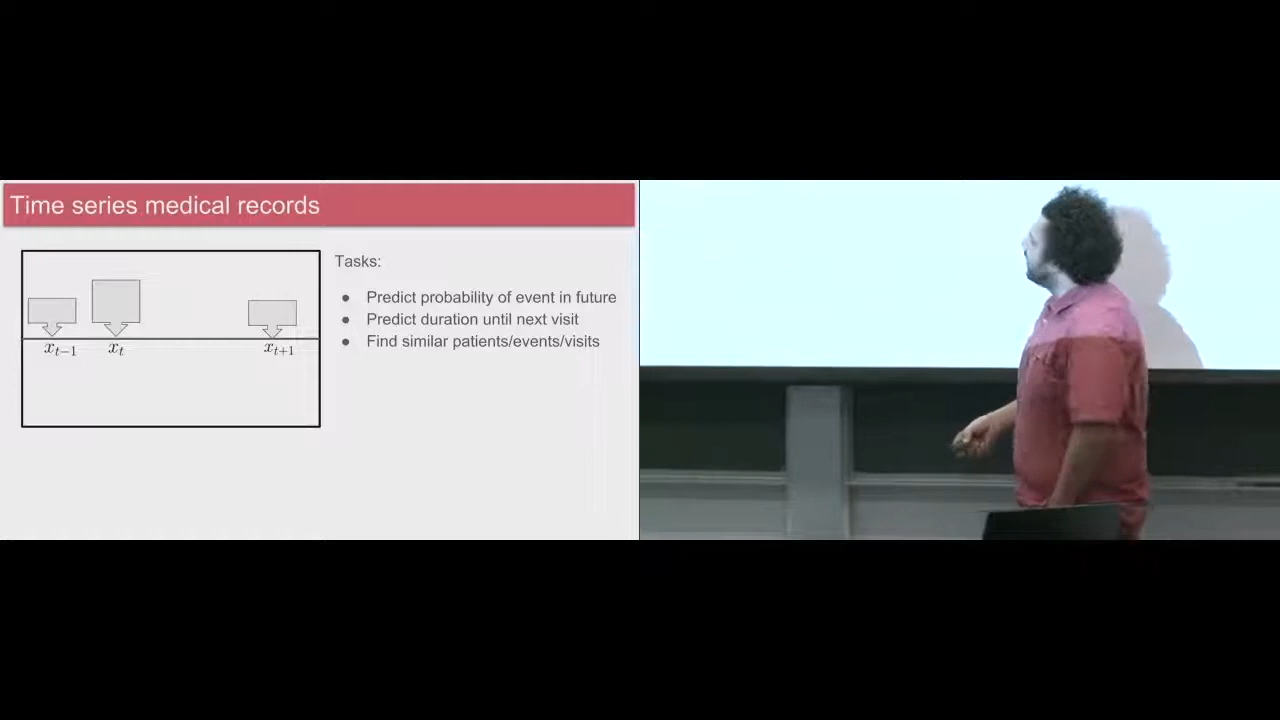 Time series medical records
Tasks:
● Predict probability of event in future
● Predict duration until next visit
● Find similar patients/events/visits
x_{t−1} x_t x_{t+1}